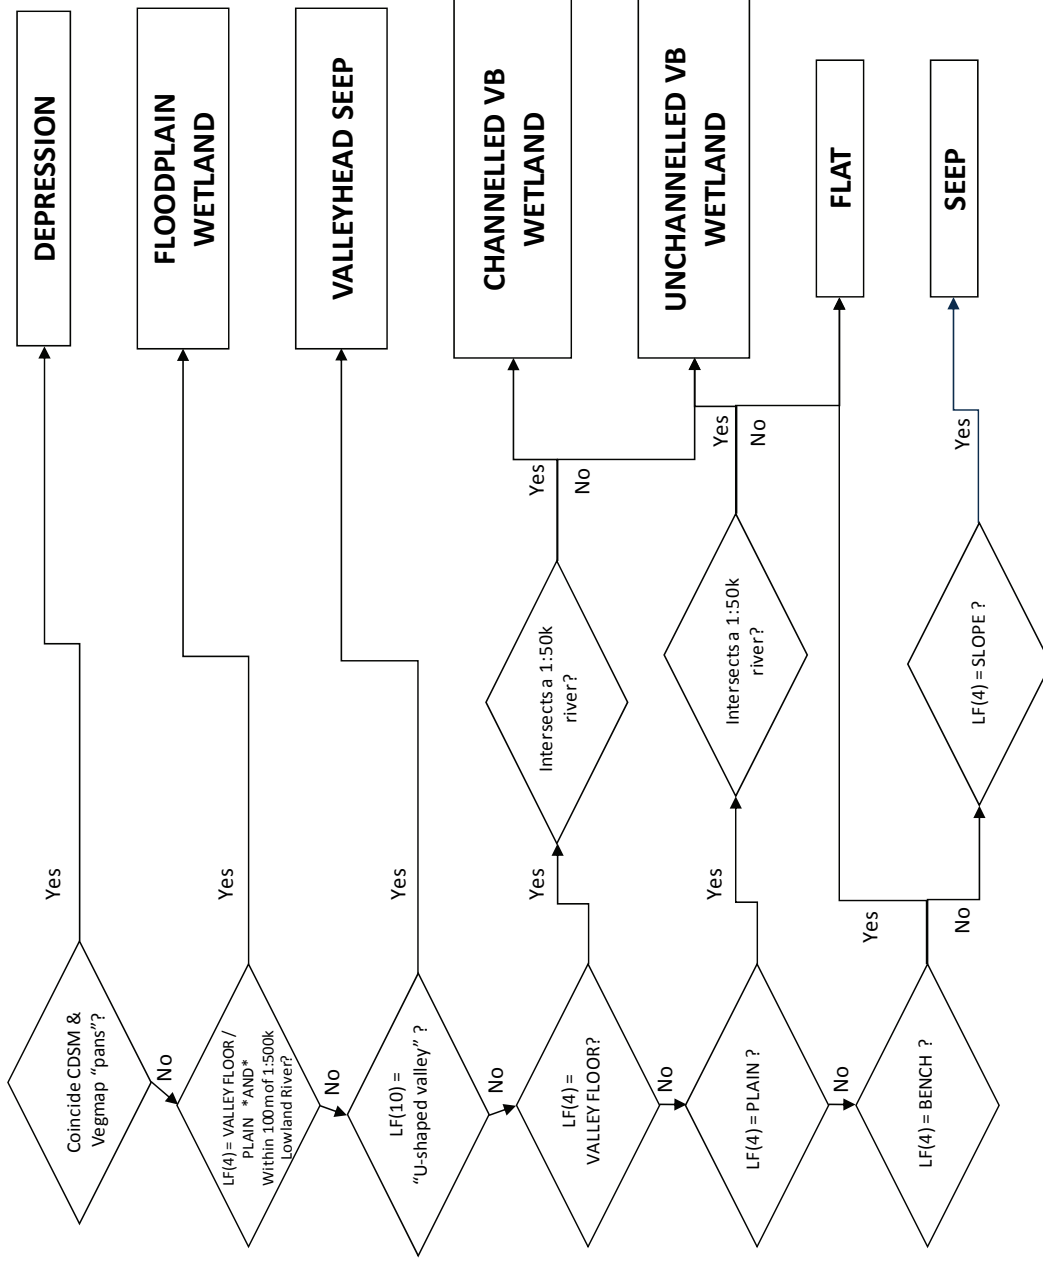 Coincide CDSM &
Vegmap “pans”?
Yes
DEPRESSION
No
LF(4) = VALLEY FLOOR /
PLAIN *AND*
Within 100m of 1:500k
Lowland River?
Yes
FLOODPLAIN
WETLAND
No
LF(10) =
“U-shaped valley” ?
Yes
VALLEYHEAD SEEP
No
LF(4) =
VALLEY FLOOR?
Yes
Intersects a 1:50k
river?
Yes
No
CHANNELLED VB
WETLAND
No
LF(4) = PLAIN ?
Yes
Intersects a 1:50k
river?
Yes
No
UNCHANNELLED VB
WETLAND
No
LF(4) = BENCH ?
Yes
No
FLAT
LF(4) = SLOPE ?
Yes
SEEP